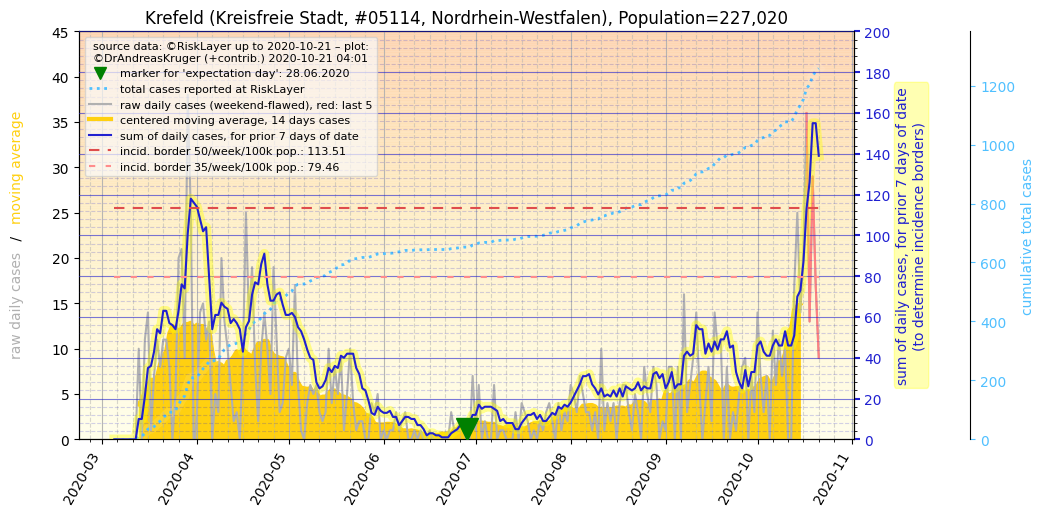 Krefeld (Kreisfreie Stadt, #05114, Nordrhein-Westfalen), Population=227,020
source data: ©RiskLayer up to 2020-10-21 – plot:
©DrAndreasKruger (+contrib.) 2020-10-21 04:01
marker for 'expectation day': 28.06.2020
total cases reported at RiskLayer
raw daily cases (weekend-flawed), red: last 5
centered moving average, 14 days cases
sum of daily cases, for prior 7 days of date
incid. border 50/week/100k pop.: 113.51
incid. border 35/week/100k pop.: 79.46
raw daily cases / moving average
45
40
35
30
25
20
15
10
5
0
2020-03
2020-04
2020-05
2020-06
2020-07
2020-08
2020-09
2020-10
2020-11
200
180
160
140
120
100
80
60
40
20
0
sum of daily cases, for prior 7 days of date
(to determine incidence borders)
1200
1000
800
600
400
200
0
cumulative total cases